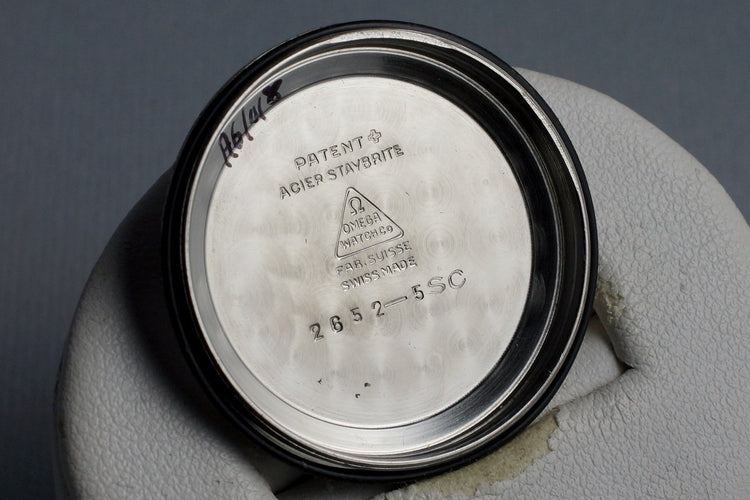 PATENT +
ACIER STAYBRITE
Ω
OMEGA
WATCH Co
FAB. SUISSE
SWISS MADE
2652-5SC